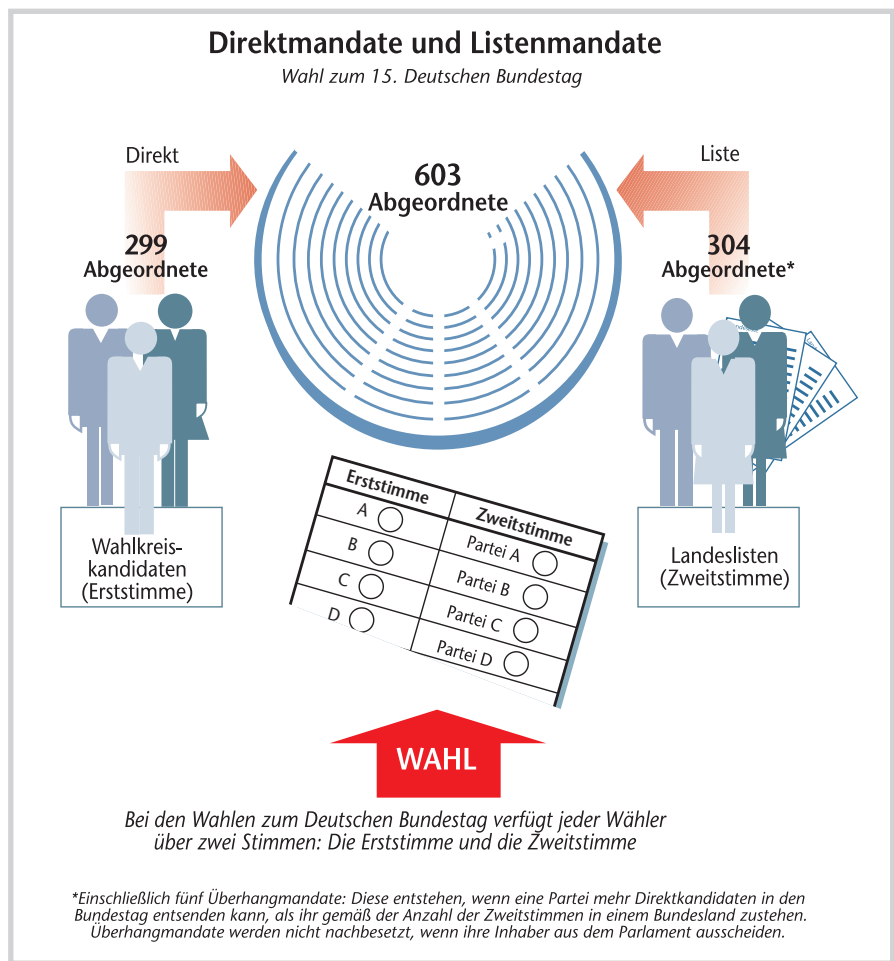 Direktmandate und Listenmandate
Wahl zum 15. Deutschen Bundestag
Direkt
603
Abgeordnete
Liste
299
Abgeordnete
304
Abgeordnete*
Wahlkreis-
kandidaten
(Erststimme)
Erststimme
A
B
C
D
Zweitstimme
Partei A
Partei B
Partei C
Partei D
Landeslisten
(Zweitstimme)
WAHL
Bei den Wahlen zum Deutschen Bundestag verfügt jeder Wähler
über zwei Stimmen: Die Erststimme und die Zweitstimme
*Einschließlich fünf Überhangmandate: Diese entstehen, wenn eine Partei mehr Direktkandidaten in den
Bundestag entsenden kann, als ihr gemäß der Anzahl der Zweitstimmen in einem Bundesland zustehen.
Überhangmandate werden nicht nachbesetzt, wenn ihre Inhaber aus dem Parlament ausscheiden.